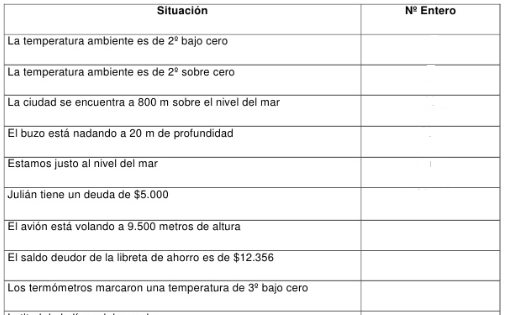 Situación Nº Entero
La temperatura ambiente es de 2º bajo cero
La temperatura ambiente es de 2º sobre cero
La ciudad se encuentra a 800 m sobre el nivel del mar
El buzo está nadando a 20 m de profundidad
Estamos justo al nivel del mar
Julián tiene un deuda de $5.000
El avión está volando a 9.500 metros de altura
El saldo deudor de la libreta de ahorro es de $12.356
Los termómetros marcaron una temperatura de 3º bajo cero